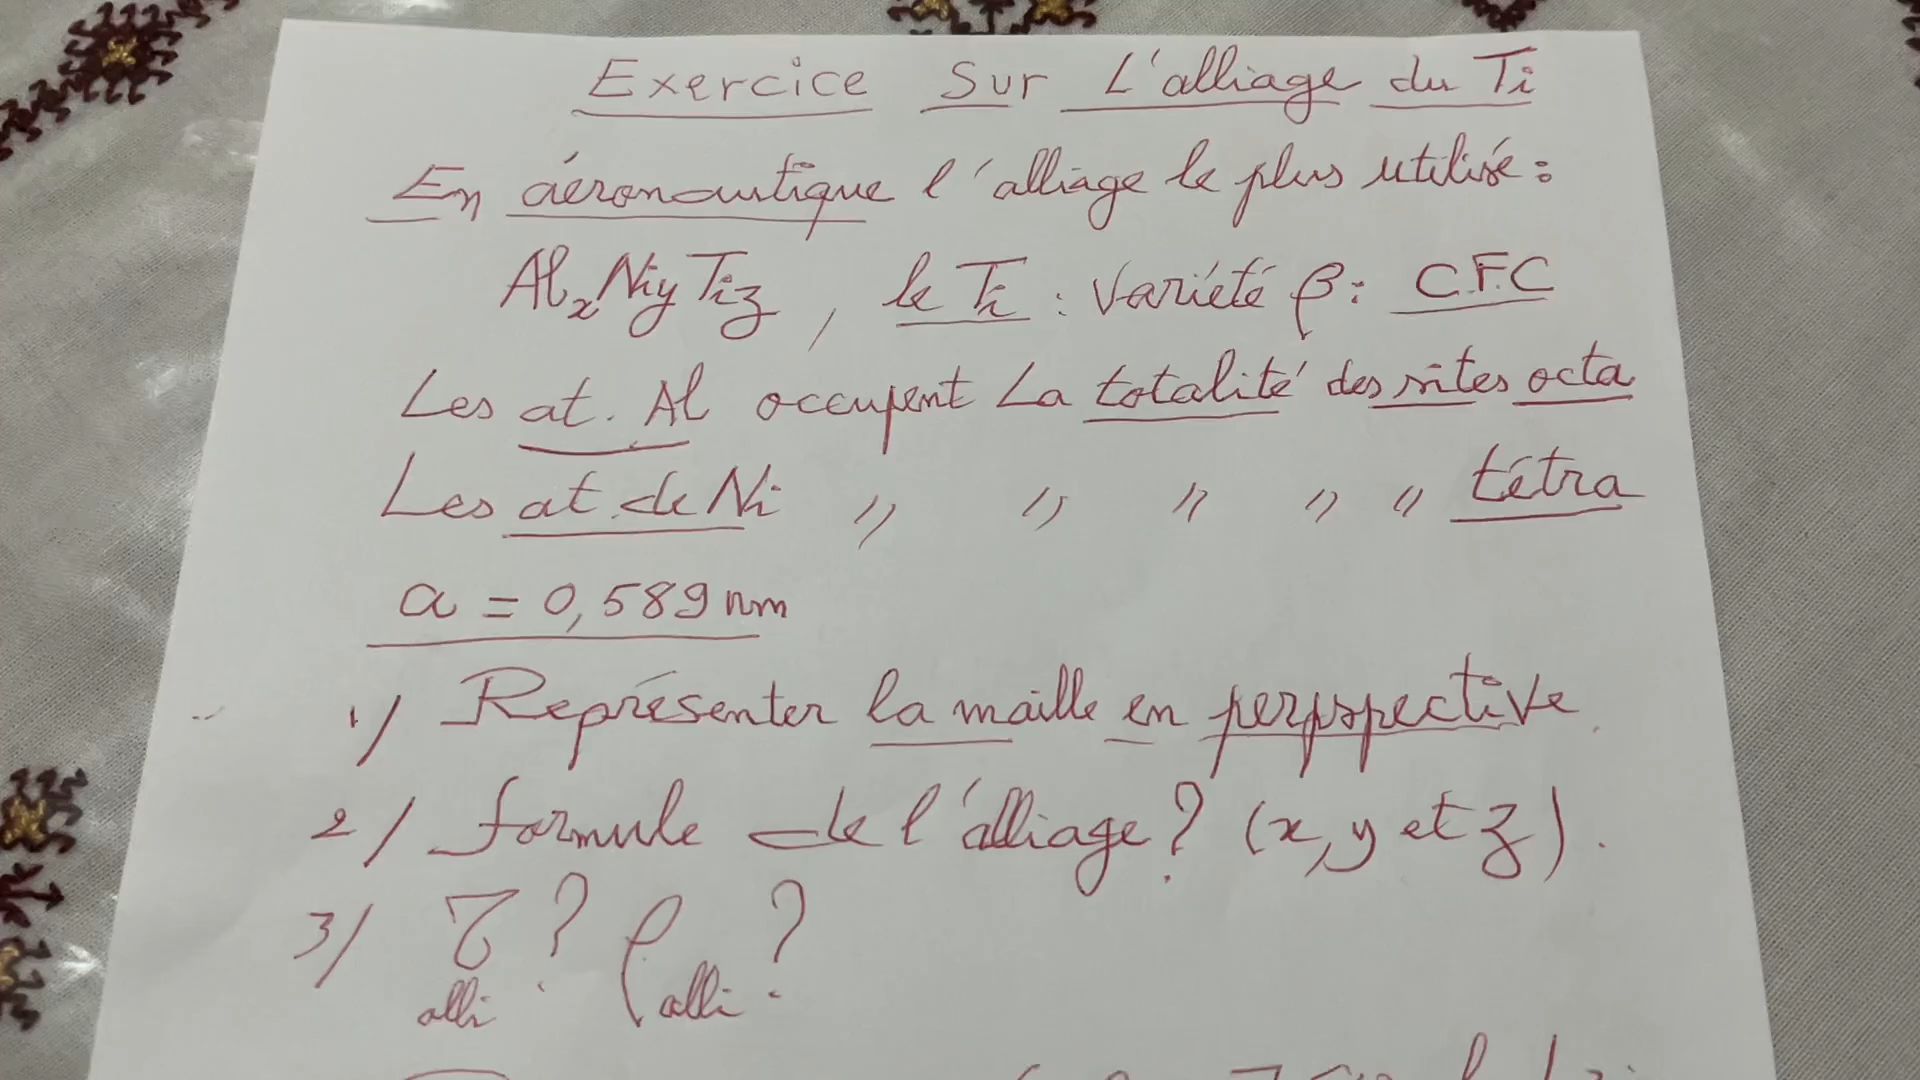 Exercice Sur L'alliage du Ti
En aéronautique l'alliage le plus utilisé :
AlxNiyTiz, le Ti : Variété β : C.F.C
Les at. Al occupent La totalité des sites octa
Les at. de Ni " " " " " tétra
a = 0,589 nm
1/ Représenter la maille en perpspective.
2/ formule de l'alliage ? (x, y et z).
3/ τalli ? ρalli ?